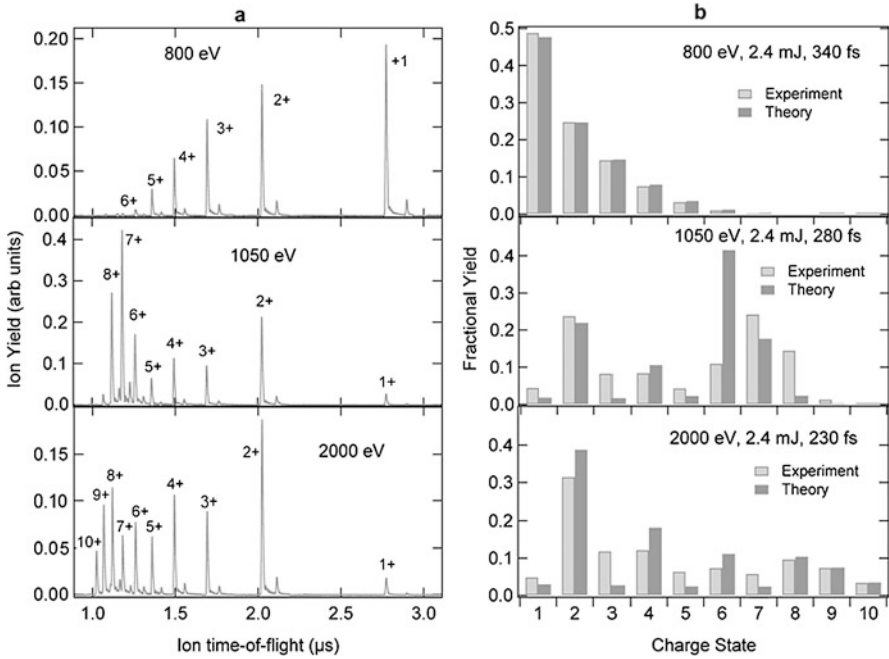 a
b
0.20
0.15
0.10
0.05
0.00
800 eV
6+
5+
4+
3+
2+
+1
0.4
0.3
0.2
0.1
0.0
1050 eV
8+
7+
6+
5+
4+
3+
2+
1+
0.15
0.10
0.05
0.00
2000 eV
10+
9+
8+
7+
6+
5+
4+
3+
2+
1+
1.0 1.5 2.0 2.5 3.0
Ion time-of-flight (µs)
Ion Yield (arb units)
0.5
0.4
0.3
0.2
0.1
0.0
800 eV, 2.4 mJ, 340 fs
Experiment
Theory
0.4
0.3
0.2
0.1
0.0
1050 eV, 2.4 mJ, 280 fs
Experiment
Theory
0.4
0.3
0.2
0.1
0.0
2000 eV, 2.4 mJ, 230 fs
Experiment
Theory
1 2 3 4 5 6 7 8 9 10
Charge State
Fractional Yield